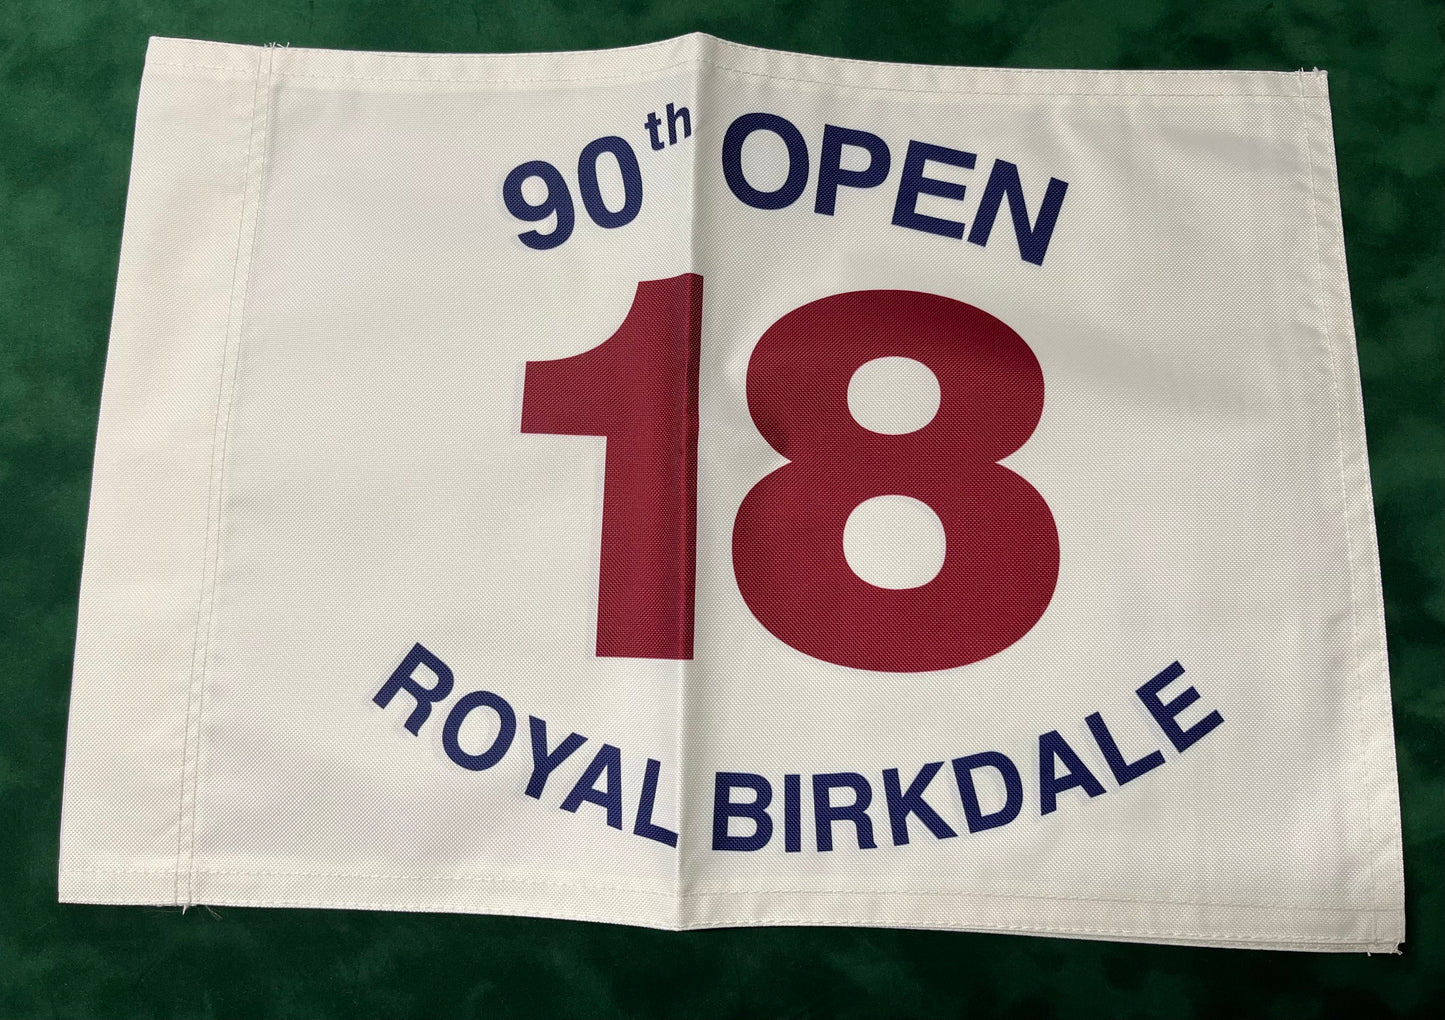 90th OPEN
18
ROYAL BIRKDALE